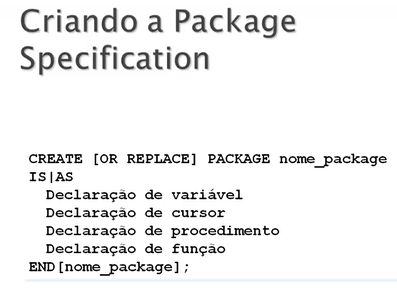 Criando a Package
Specification
CREATE [OR REPLACE] PACKAGE nome_package
IS|AS
Declaração de variável
Declaração de cursor
Declaração de procedimento
Declaração de função
END[nome_package];